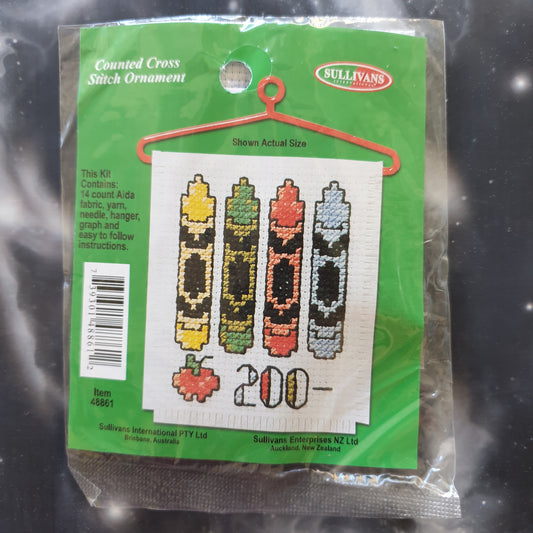 Counted Cross
Stitch Ornament
SULLIVANS
Shown Actual Size
This Kit
Contains:
14 count Aida
fabric, yarn,
needle, hanger,
graph and
easy to follow
instructions.
Item
48861
200-
Sullivans International PTY Ltd
Brisbane, Australia
Sullivans Enterprises NZ Ltd
Auckland, New Zealand